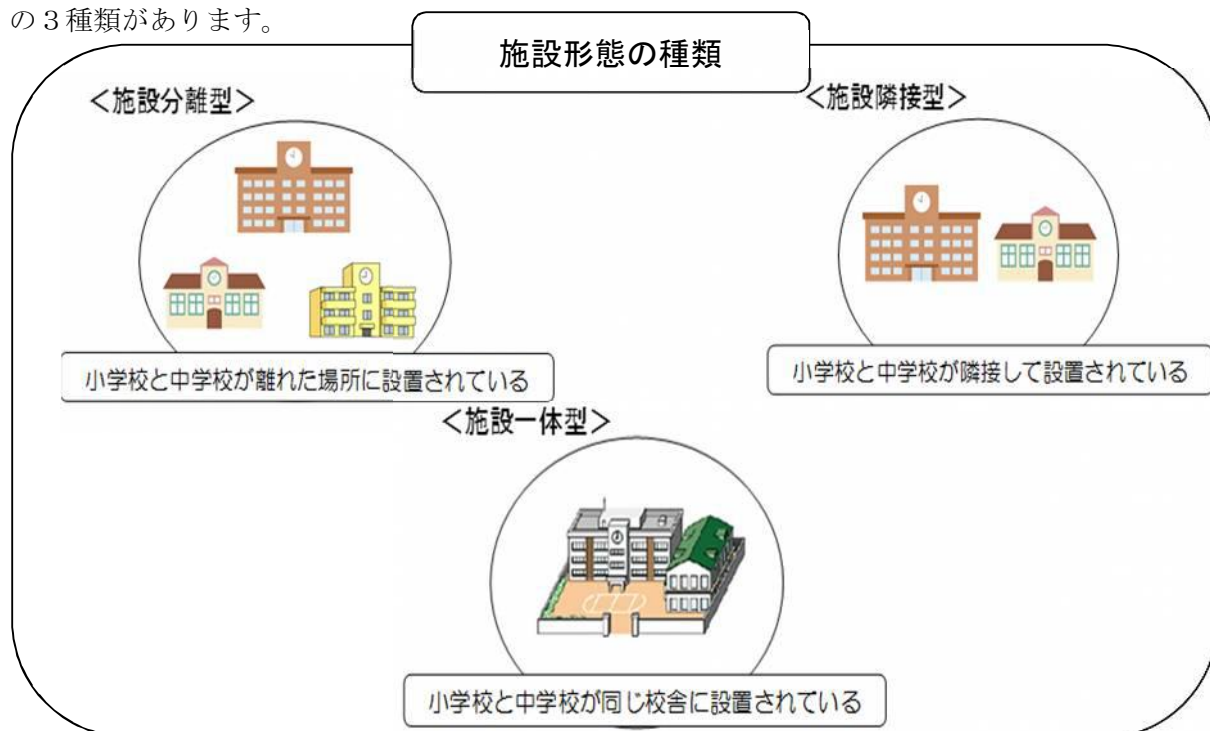 の３種類があります。
施設形態の種類
＜施設分離型＞
＜施設隣接型＞
小学校と中学校が離れた場所に設置されている
小学校と中学校が隣接して設置されている
＜施設一体型＞
小学校と中学校が同じ校舎に設置されている